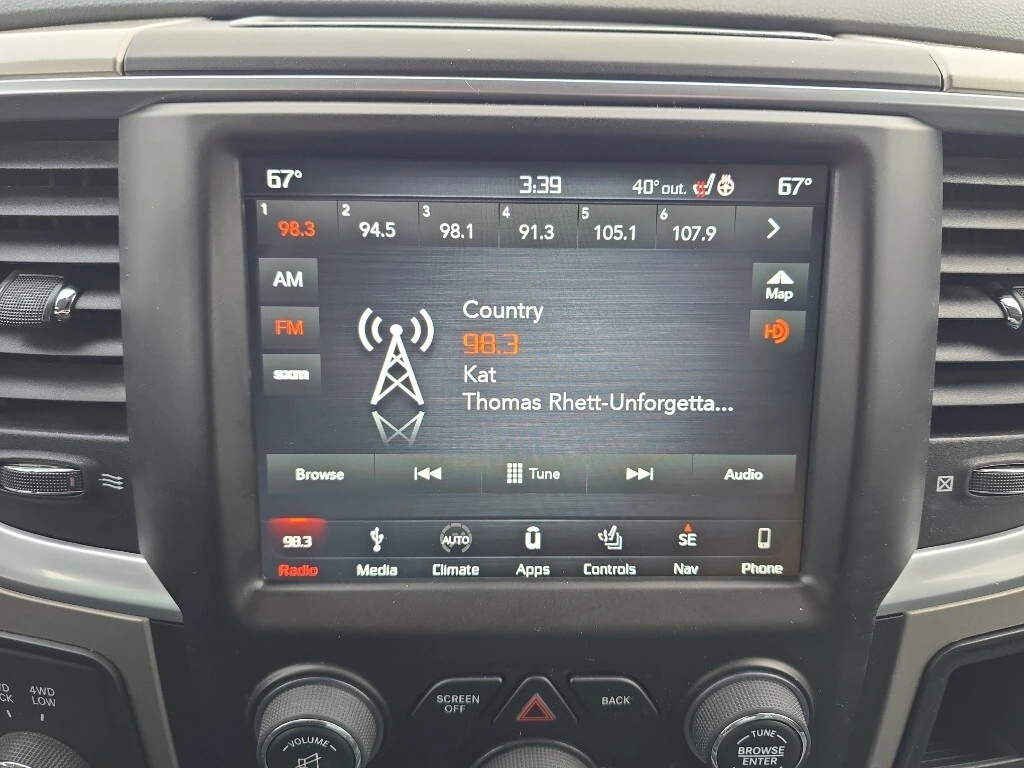 67° 3:39 40° out. 67°
1 98.3 2 94.5 3 98.1 4 91.3 5 105.1 6 107.9
AM
FM
sxm
Map
HD
Country
98.3
Kat
Thomas Rhett-Unforgetta...
Browse Tune Audio
98.3 AUTO u SE
Radio Media Climate Apps Controls Nav Phone
4WD
LOW
SCREEN
OFF
BACK
VOLUME
TUNE
BROWSE
ENTER